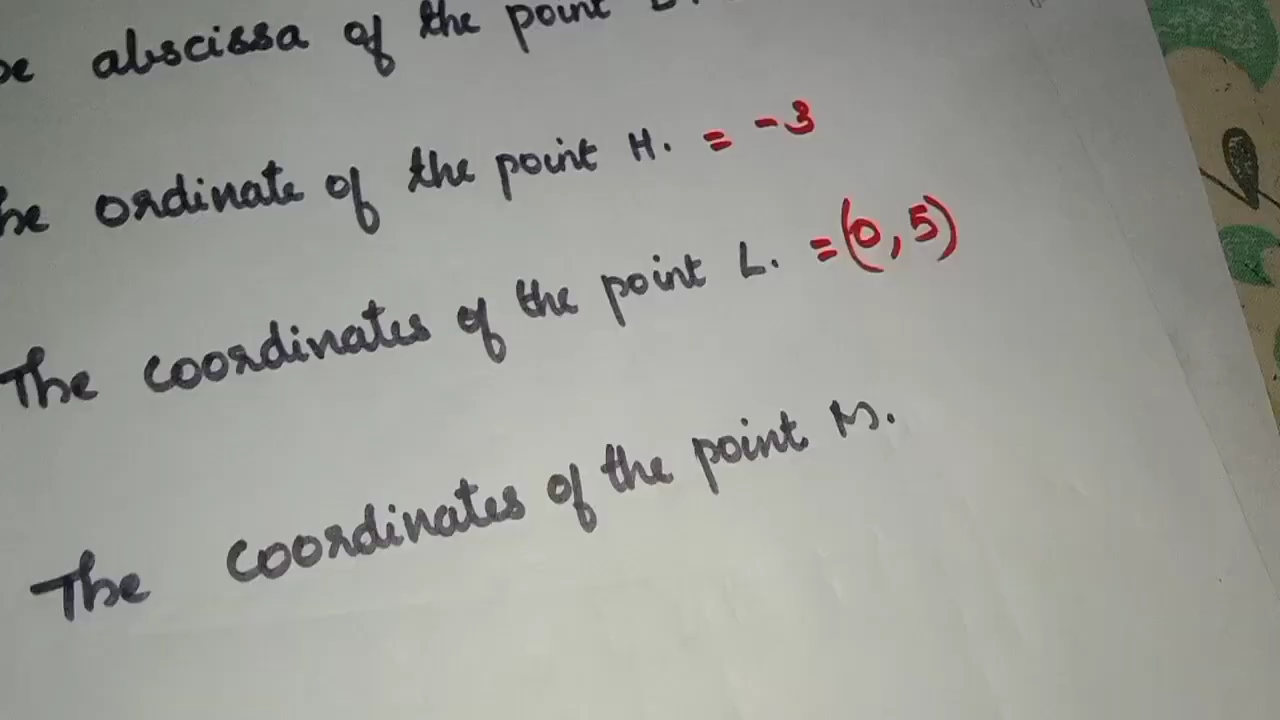 abscissa of the point
ordinate of the point H. = -3
The coordinates of the point L. = (0, 5)
The coordinates of the point M.